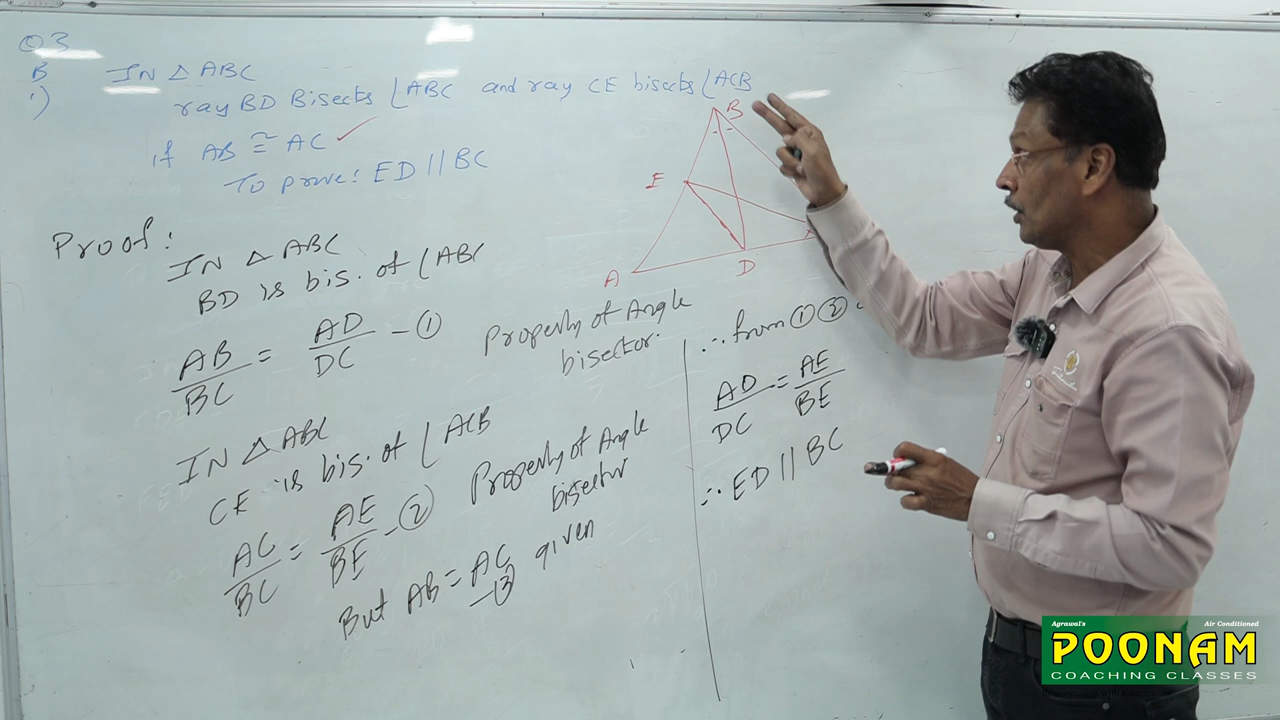 Q3
B
i) IN △ ABC
ray BD Bisects ∠ABC and ray CE bisects ∠ACB
if AB ≅ AC ✓
To prove: ED // BC
B
E
A
D
Proof:
IN △ ABC
BD is bis. of ∠ABC
AB/BC = AD/DC – ① Property of Angle
bisector.
IN △ ABC
CE is bis. of ∠ACB
AC/BC = AE/BE – ② Property of Angle
bisector
But AB = AC given
– ③
∴ from ① ②
AD/DC = AE/BE
∴ ED // BC
Agrawal's Air Conditioned
POONAM
COACHING CLASSES